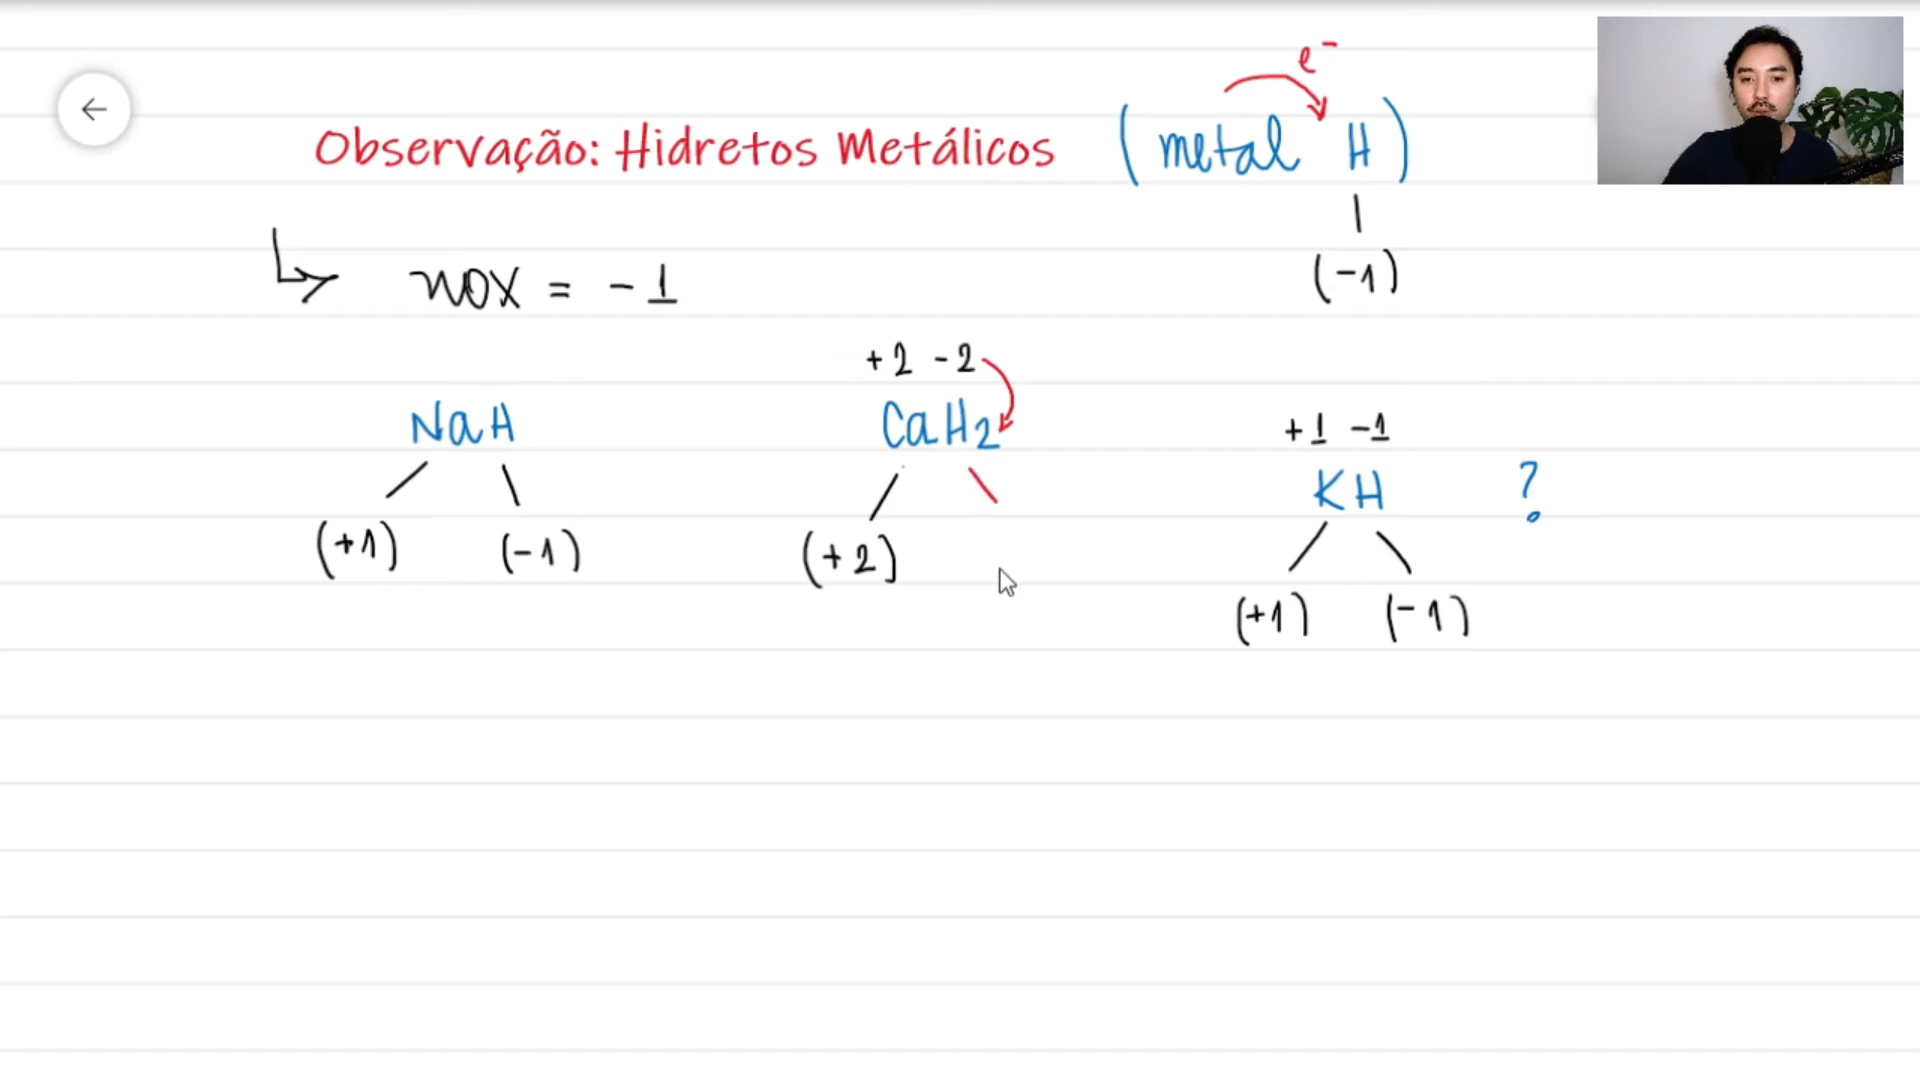 e⁻
Observação: Hidretos Metálicos (metal H)
(-1)
↳ NOX = -1
+2 -2
NaH CaH2
+1 -1
KH ?
(+1) (-1) (+2)
(+1) (-1)